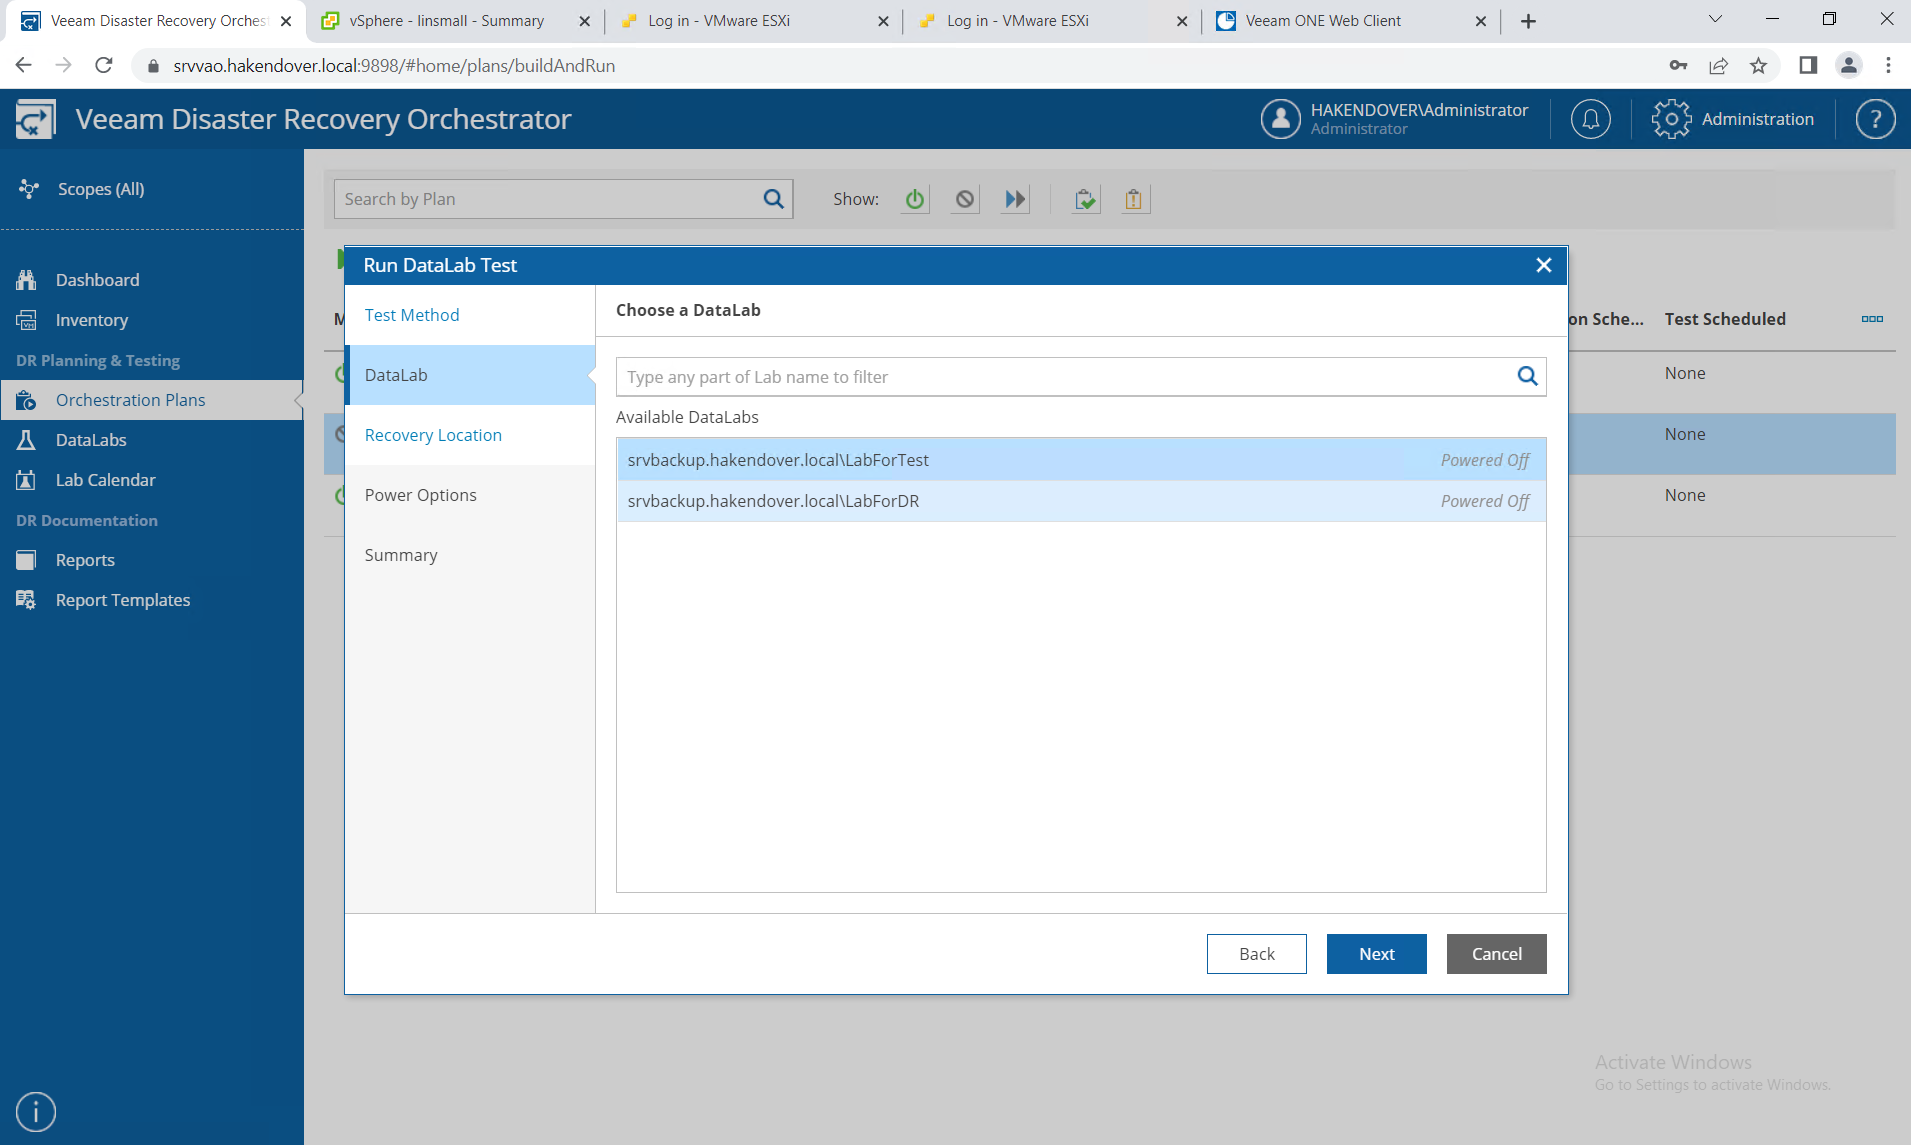 Veeam Disaster Recovery Orchest
vSphere - linsmall - Summary
Log in - VMware ESXi
Log in - VMware ESXi
Veeam ONE Web Client
srvvao.hakendover.local:9898/#home/plans/buildAndRun
Veeam Disaster Recovery Orchestrator
HAKENDOVER\Administrator
Administrator
Administration
?
Scopes (All)
Search by Plan
Show:
Dashboard
Inventory
DR Planning & Testing
Orchestration Plans
DataLabs
Lab Calendar
DR Documentation
Reports
Report Templates
on Sche...
Test Scheduled
None
None
None
Run DataLab Test
Test Method
DataLab
Recovery Location
Power Options
Summary
Choose a DataLab
Type any part of Lab name to filter
Available DataLabs
srvbackup.hakendover.local\LabForTest
Powered Off
srvbackup.hakendover.local\LabForDR
Powered Off
Back
Next
Cancel
Activate Windows
Go to Settings to activate Windows.